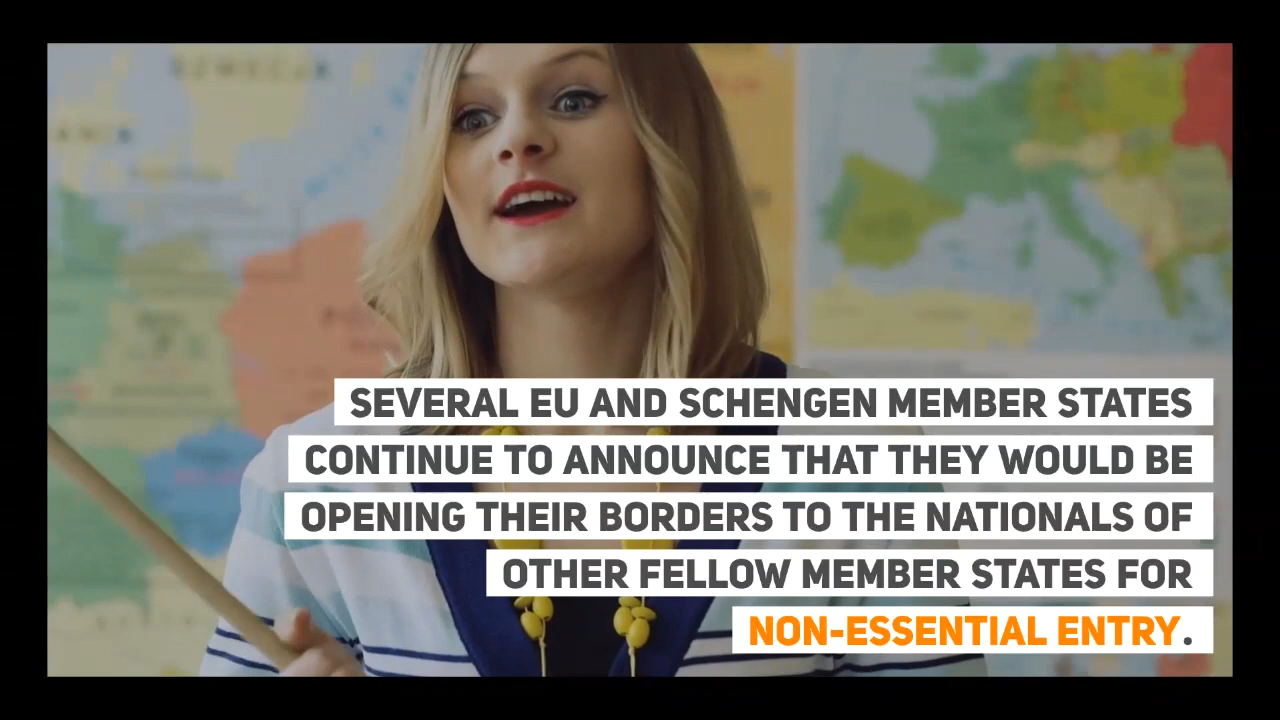 SEVERAL EU AND SCHENGEN MEMBER STATES
CONTINUE TO ANNOUNCE THAT THEY WOULD BE
OPENING THEIR BORDERS TO THE NATIONALS OF
OTHER FELLOW MEMBER STATES FOR
NON-ESSENTIAL ENTRY.